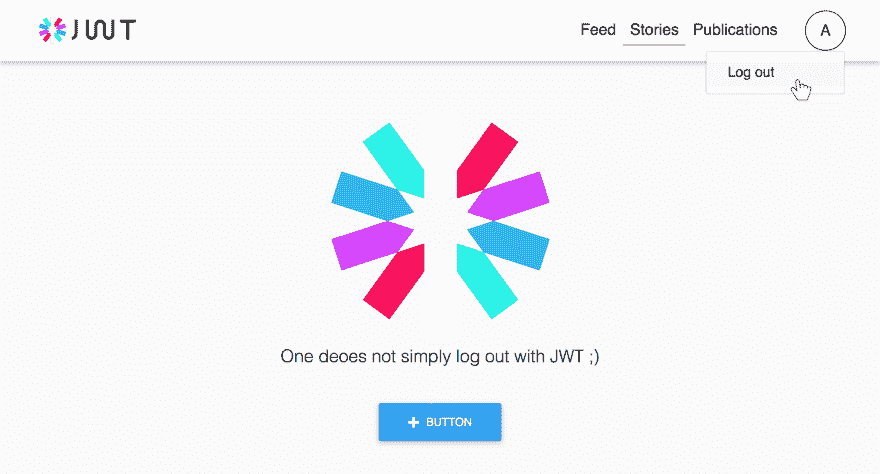 JWT
Feed Stories Publications A
Log out
One deoes not simply log out with JWT ;)
+ BUTTON